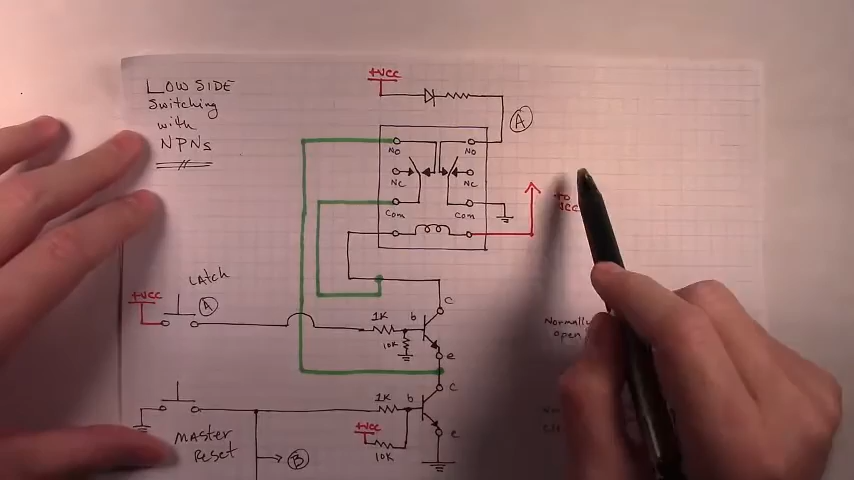 LOW SIDE
Switching
with
NPNs
+Vcc
A
NO
NO
NC
NC
Com
Com
to
Vcc
LAtch
+Vcc
A
1K
b
c
10K
e
Normally
open
c
1K
b
+Vcc
10K
e
MASTER
Reset
B